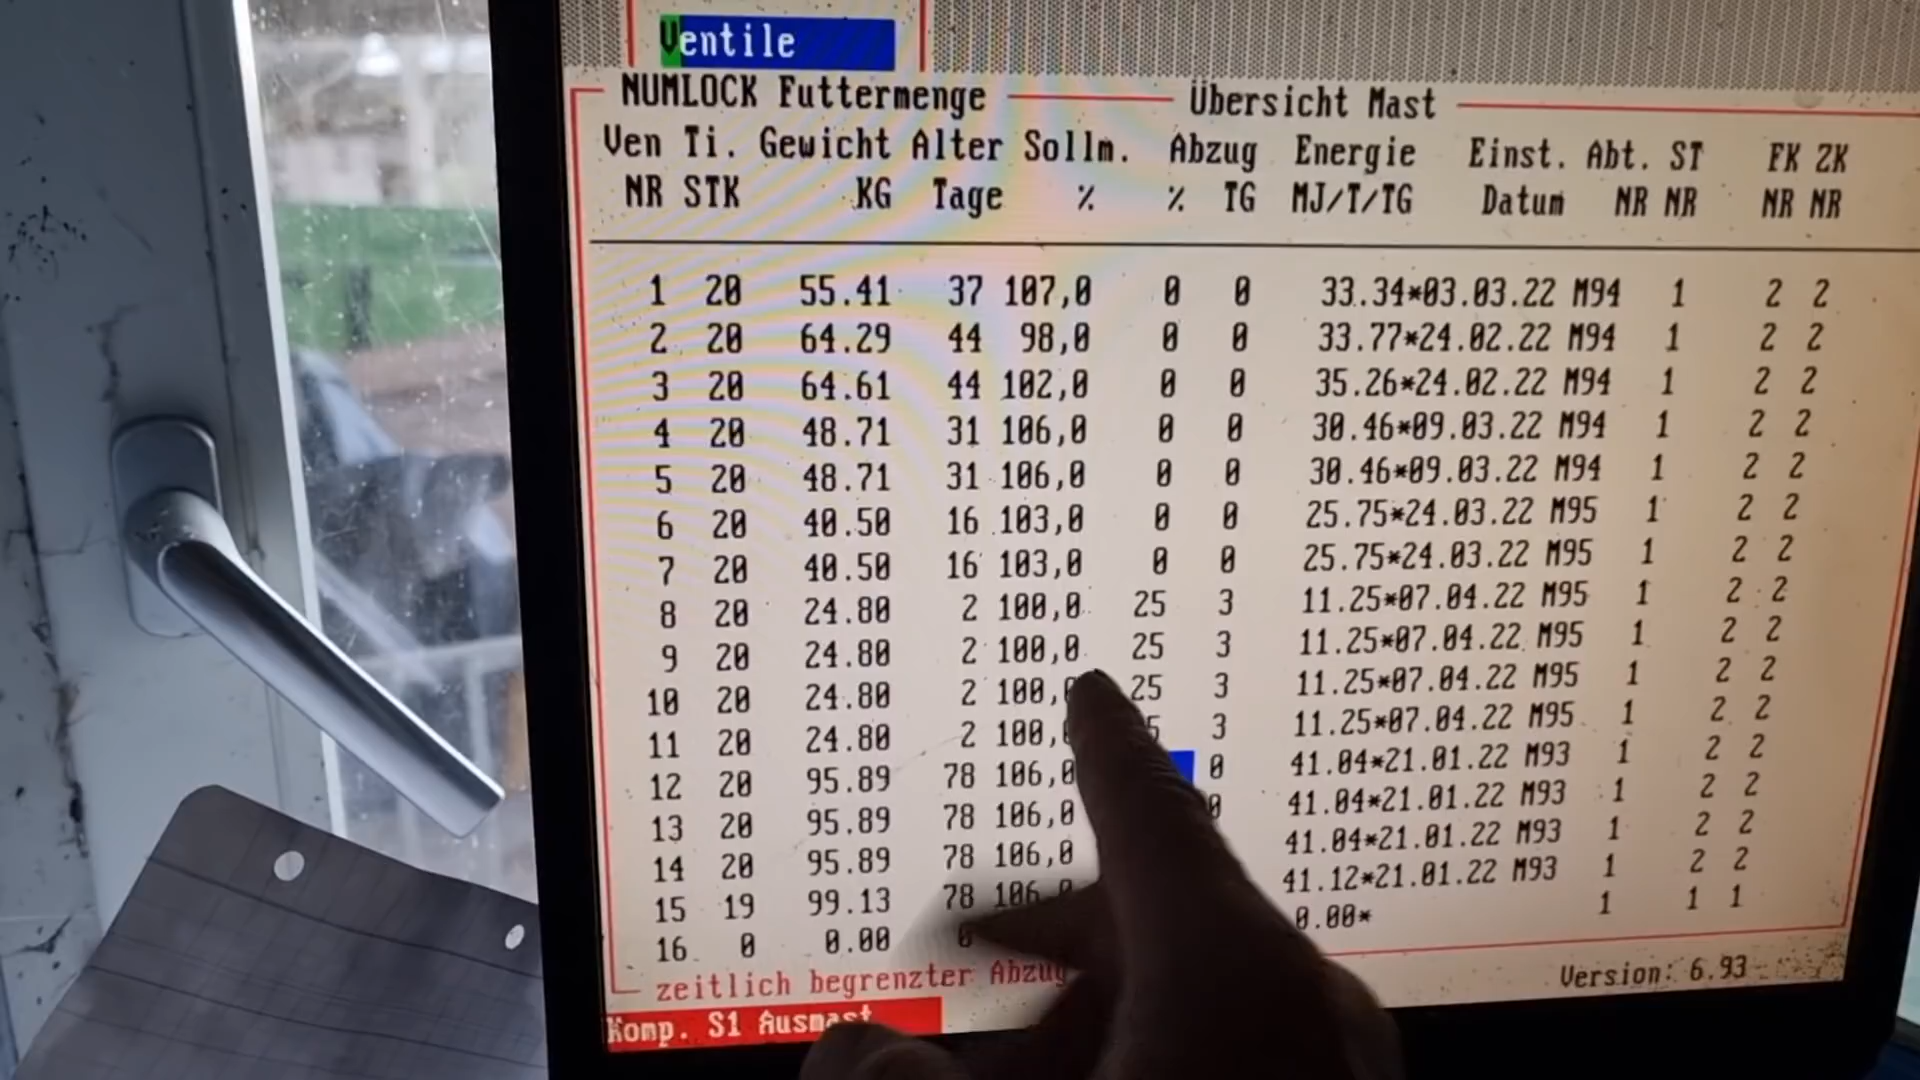 Ventile
NUMLOCK Futtermenge Übersicht Mast
Ven Ti. Gewicht Alter Sollm. Abzug Energie Einst. Abt. ST FK ZK
NR STK KG Tage % % TG MJ/T/TG Datum NR NR NR NR
1 20 55.41 37 107,0 0 0 33.34*03.03.22 M94 1 2 2
2 20 64.29 44 98,0 0 0 33.77*24.02.22 M94 1 2 2
3 20 64.61 44 102,0 0 0 35.26*24.02.22 M94 1 2 2
4 20 48.71 31 106,0 0 0 30.46*09.03.22 M94 1 2 2
5 20 48.71 31 106,0 0 0 30.46*09.03.22 M94 1 2 2
6 20 40.50 16 103,0 0 0 25.75*24.03.22 M95 1 2 2
7 20 40.50 16 103,0 0 0 25.75*24.03.22 M95 1 2 2
8 20 24.80 2 100,0 25 3 11.25*07.04.22 M95 1 2 2
9 20 24.80 2 100,0 25 3 11.25*07.04.22 M95 1 2 2
10 20 24.80 2 100,0 25 3 11.25*07.04.22 M95 1 2 2
11 20 24.80 2 100, 3 11.25*07.04.22 M95 1 2 2
12 20 95.89 78 106,0 0 41.04*21.01.22 M93 1 2 2
13 20 95.89 78 106,0 0 41.04*21.01.22 M93 1 2 2
14 20 95.89 78 106,0 41.04*21.01.22 M93 1 2 2
15 19 99.13 78 106,0 41.12*21.01.22 M93 1 2 2
16 0 0.00 0 0.00* 1 1 1
zeitlich begrenzter Abzug
Version: 6.93
Komp. S1 Ausmast